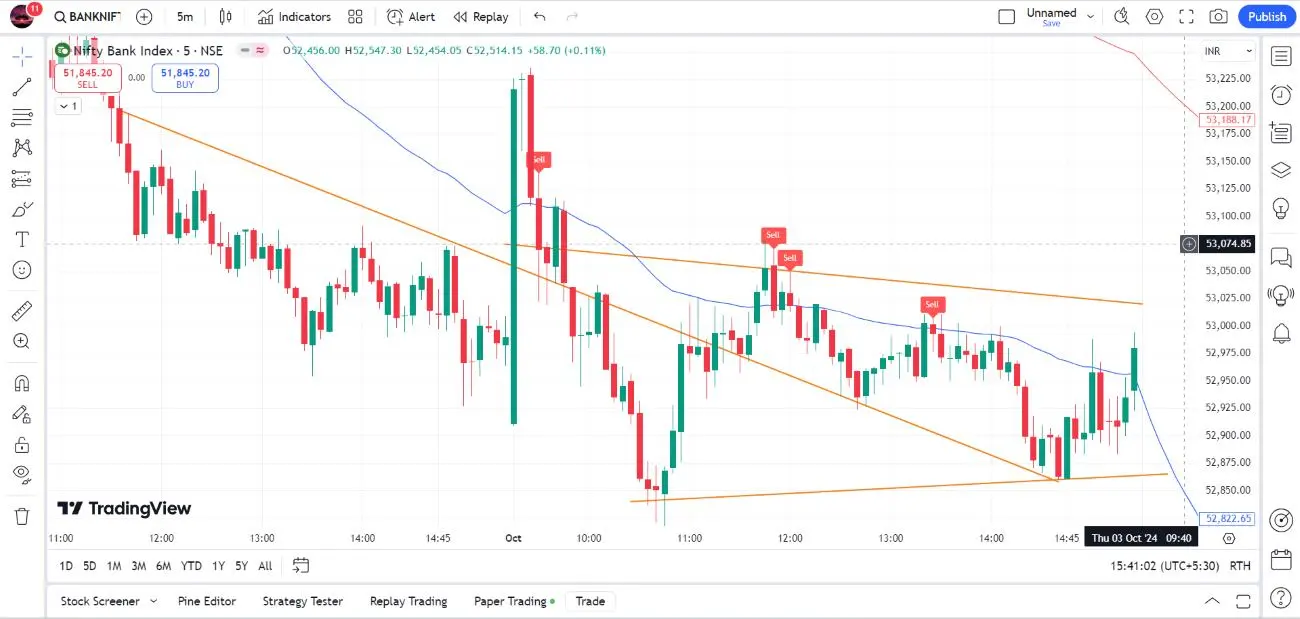 11 BANKNIFT 5m Indicators Alert Replay Unnamed Save Publish
Nifty Bank Index · 5 · NSE O52,456.00 H52,547.30 L52,454.05 C52,514.15 +58.70 (+0.11%) INR
51,845.20 SELL 0.00 51,845.20 BUY
1
53,225.00
53,200.00
53,188.17
53,175.00
Sell
53,150.00
53,125.00
53,100.00
Sell
53,074.85
Sell
53,050.00
53,025.00
Sell
53,000.00
52,975.00
52,950.00
52,925.00
52,900.00
52,875.00
52,850.00
TradingView
52,822.65
11:00 12:00 13:00 14:00 14:45 Oct 10:00 11:00 12:00 13:00 14:00 14:45 Thu 03 Oct '24 09:40
1D 5D 1M 3M 6M YTD 1Y 5Y All 15:41:02 (UTC+5:30) RTH
Stock Screener Pine Editor Strategy Tester Replay Trading Paper Trading Trade